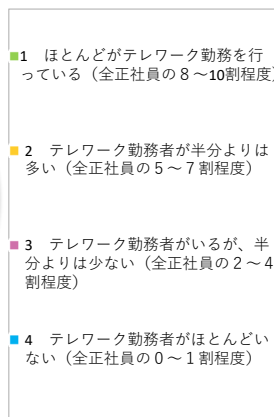 1 ほとんどがテレワーク勤務を行
っている（全正社員の８～10割程度）
2 テレワーク勤務者が半分よりは
多い（全正社員の５～７割程度）
3 テレワーク勤務者がいるが、半
分よりは少ない（全正社員の２～４
割程度）
4 テレワーク勤務者がほとんどい
ない（全正社員の０～１割程度）